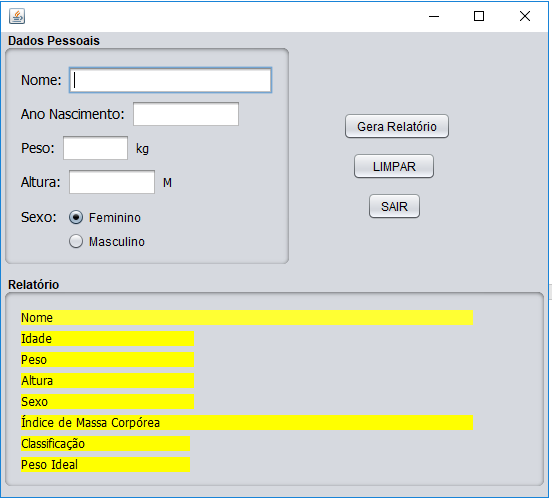 Dados Pessoais
Nome:
Ano Nascimento:
Peso: kg
Altura: M
Sexo: Feminino
Masculino
Gera Relatório
LIMPAR
SAIR
Relatório
Nome
Idade
Peso
Altura
Sexo
Índice de Massa Corpórea
Classificação
Peso Ideal